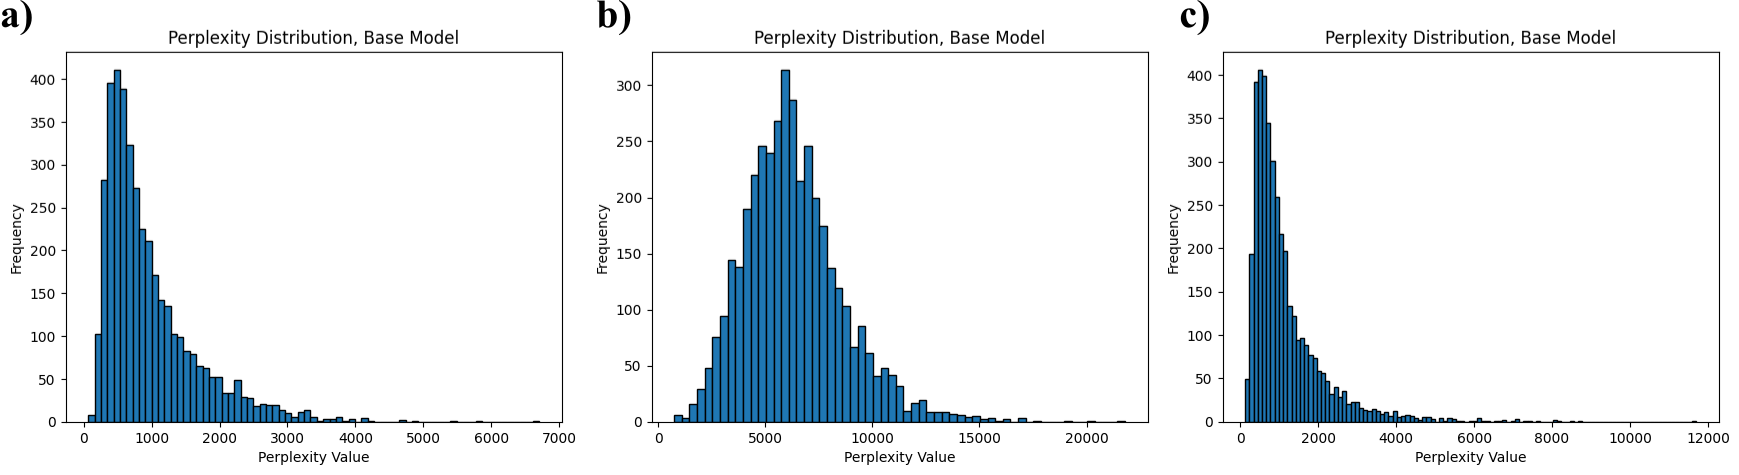 a)
Perplexity Distribution, Base Model
Frequency
400
350
300
250
200
150
100
50
0
0 1000 2000 3000 4000 5000 6000 7000
Perplexity Value
b)
Perplexity Distribution, Base Model
Frequency
300
250
200
150
100
50
0
0 5000 10000 15000 20000
Perplexity Value
c)
Perplexity Distribution, Base Model
Frequency
400
350
300
250
200
150
100
50
0
0 2000 4000 6000 8000 10000 12000
Perplexity Value